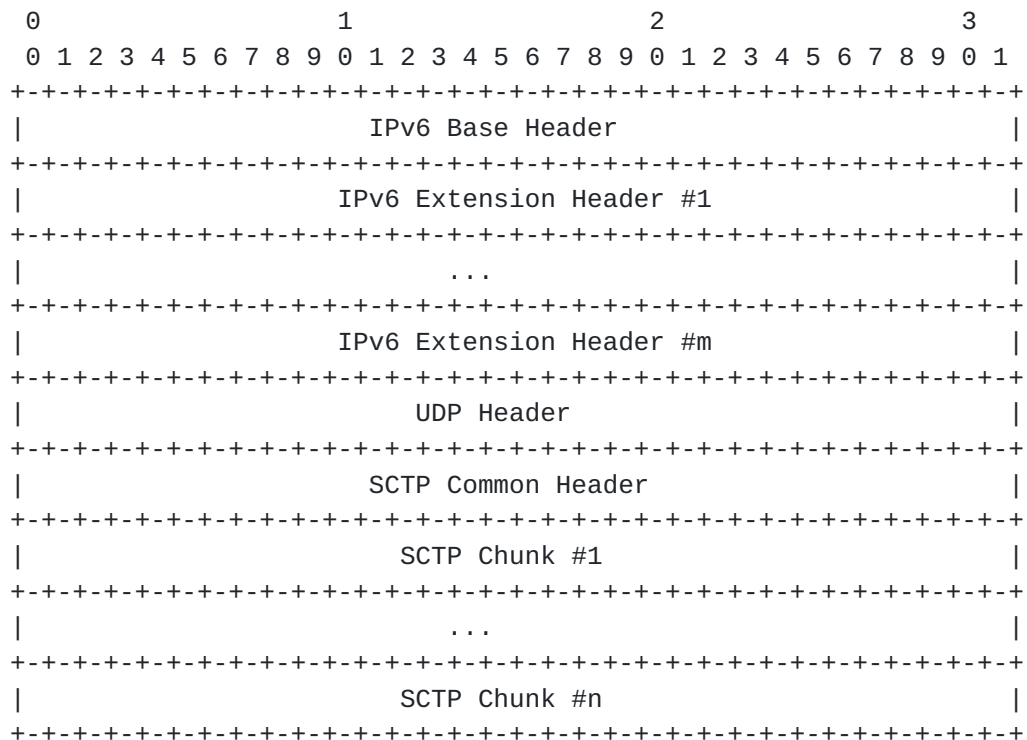 0                   1                   2                   3
 0 1 2 3 4 5 6 7 8 9 0 1 2 3 4 5 6 7 8 9 0 1 2 3 4 5 6 7 8 9 0 1
+-+-+-+-+-+-+-+-+-+-+-+-+-+-+-+-+-+-+-+-+-+-+-+-+-+-+-+-+-+-+-+-+
|                      IPv6 Base Header                         |
+-+-+-+-+-+-+-+-+-+-+-+-+-+-+-+-+-+-+-+-+-+-+-+-+-+-+-+-+-+-+-+-+
|                    IPv6 Extension Header #1                   |
+-+-+-+-+-+-+-+-+-+-+-+-+-+-+-+-+-+-+-+-+-+-+-+-+-+-+-+-+-+-+-+-+
|                           ...                                 |
+-+-+-+-+-+-+-+-+-+-+-+-+-+-+-+-+-+-+-+-+-+-+-+-+-+-+-+-+-+-+-+-+
|                    IPv6 Extension Header #m                   |
+-+-+-+-+-+-+-+-+-+-+-+-+-+-+-+-+-+-+-+-+-+-+-+-+-+-+-+-+-+-+-+-+
|                         UDP Header                            |
+-+-+-+-+-+-+-+-+-+-+-+-+-+-+-+-+-+-+-+-+-+-+-+-+-+-+-+-+-+-+-+-+
|                      SCTP Common Header                       |
+-+-+-+-+-+-+-+-+-+-+-+-+-+-+-+-+-+-+-+-+-+-+-+-+-+-+-+-+-+-+-+-+
|                        SCTP Chunk #1                          |
+-+-+-+-+-+-+-+-+-+-+-+-+-+-+-+-+-+-+-+-+-+-+-+-+-+-+-+-+-+-+-+-+
|                           ...                                 |
+-+-+-+-+-+-+-+-+-+-+-+-+-+-+-+-+-+-+-+-+-+-+-+-+-+-+-+-+-+-+-+-+
|                        SCTP Chunk #n                          |
+-+-+-+-+-+-+-+-+-+-+-+-+-+-+-+-+-+-+-+-+-+-+-+-+-+-+-+-+-+-+-+-+